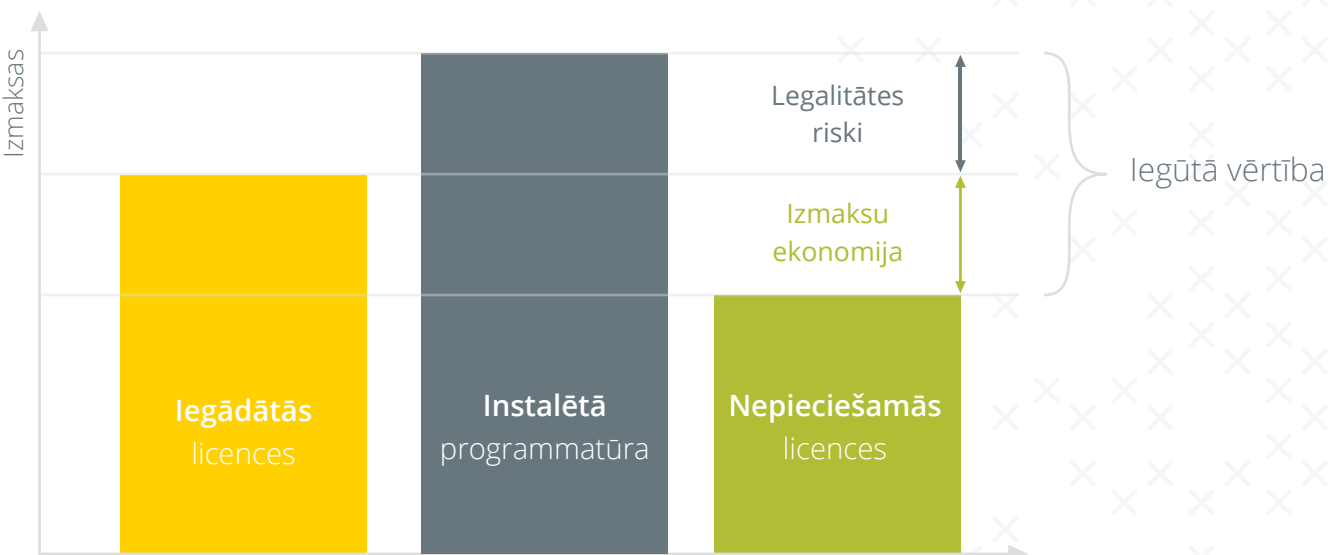 Izmaksas
Legalitātes
riski
Iegūtā vērtība
Izmaksu
ekonomija
Iegādātās
licences
Instalētā
programmatūra
Nepieciešamās
licences